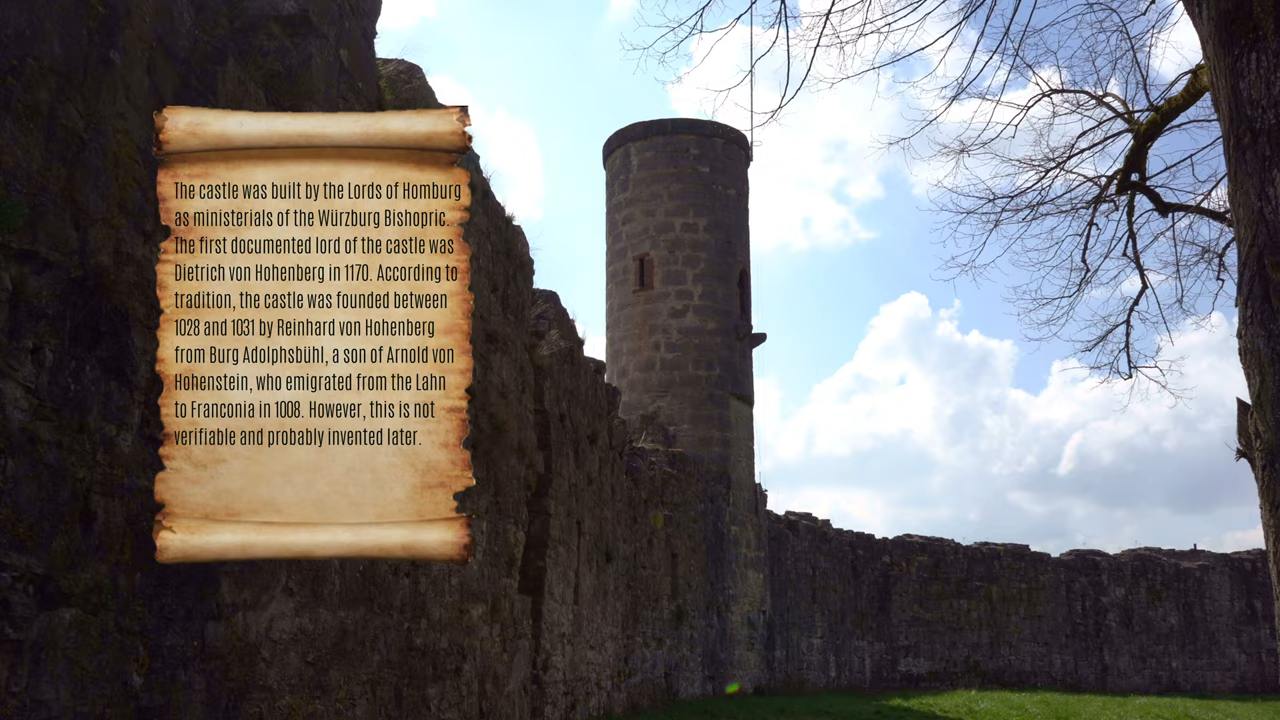 The castle was built by the Lords of Homburg
as ministerials of the Würzburg Bishopric.
The first documented lord of the castle was
Dietrich von Hohenberg in 1170. According to
tradition, the castle was founded between
1028 and 1031 by Reinhard von Hohenberg
from Burg Adolphsbühl, a son of Arnold von
Hohenstein, who emigrated from the Lahn
to Franconia in 1008. However, this is not
verifiable and probably invented later.